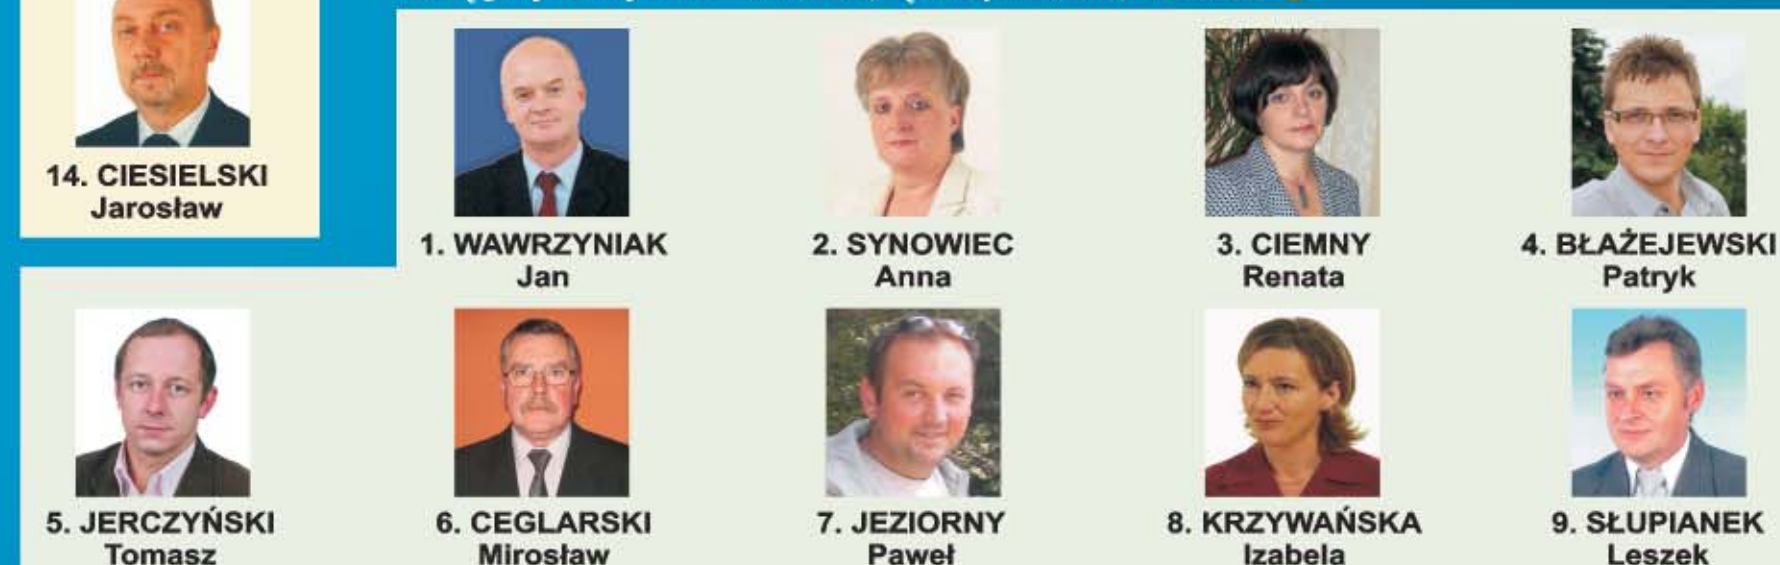 14. CIESIELSKI
Jarosław
1. WAWRZYNIAK
Jan
2. SYNOWIEC
Anna
3. CIEMNY
Renata
4. BŁAŻEJEWSKI
Patryk
5. JERCZYŃSKI
Tomasz
6. CEGLARSKI
Mirosław
7. JEZIORNY
Paweł
8. KRZYWAŃSKA
Izabela
9. SŁUPIANEK
Leszek